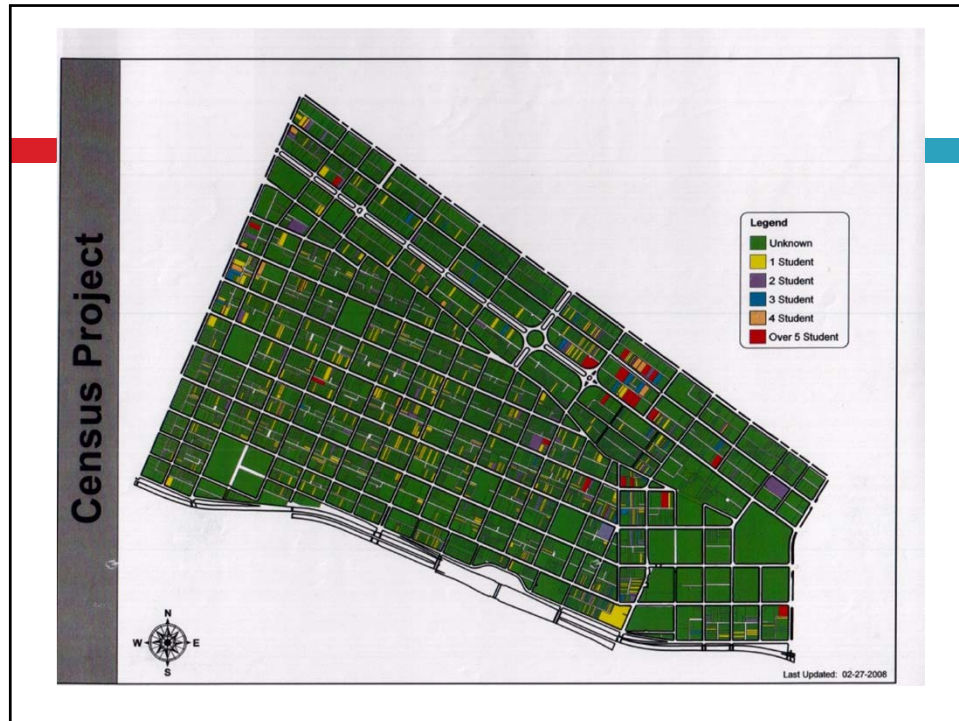 Census Project
Legend
Unknown
1 Student
2 Student
3 Student
4 Student
Over 5 Student
N
W E
S
Last Updated: 02-27-2008